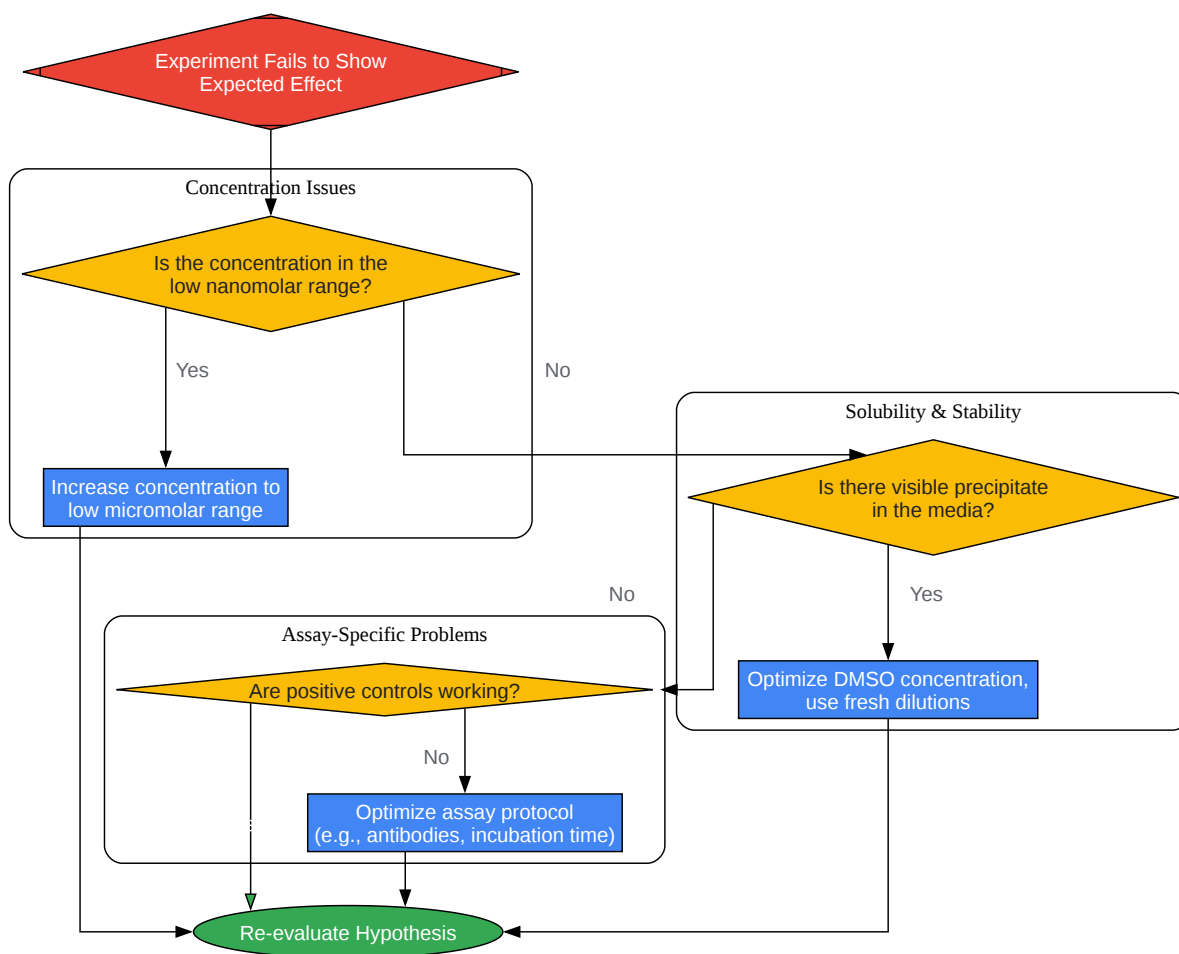 Experiment Fails to Show
Expected Effect
Concentration Issues
Is the concentration in the
low nanomolar range?
Yes
No
Increase concentration to
low micromolar range
Solubility & Stability
Is there visible precipitate
in the media?
No
Yes
Assay-Specific Problems
Are positive controls working?
Optimize DMSO concentration,
use fresh dilutions
No
Optimize assay protocol
(e.g., antibodies, incubation time)
Re-evaluate Hypothesis